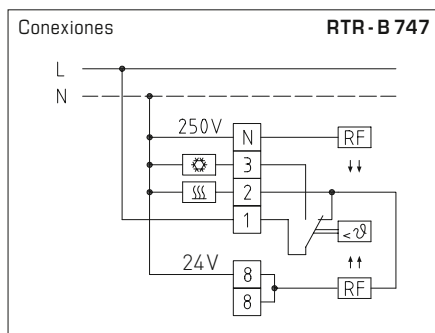 Conexiones RTR-B 747
L
N
250V N RF
3
2
1 <ϑ
24V 8 RF
8